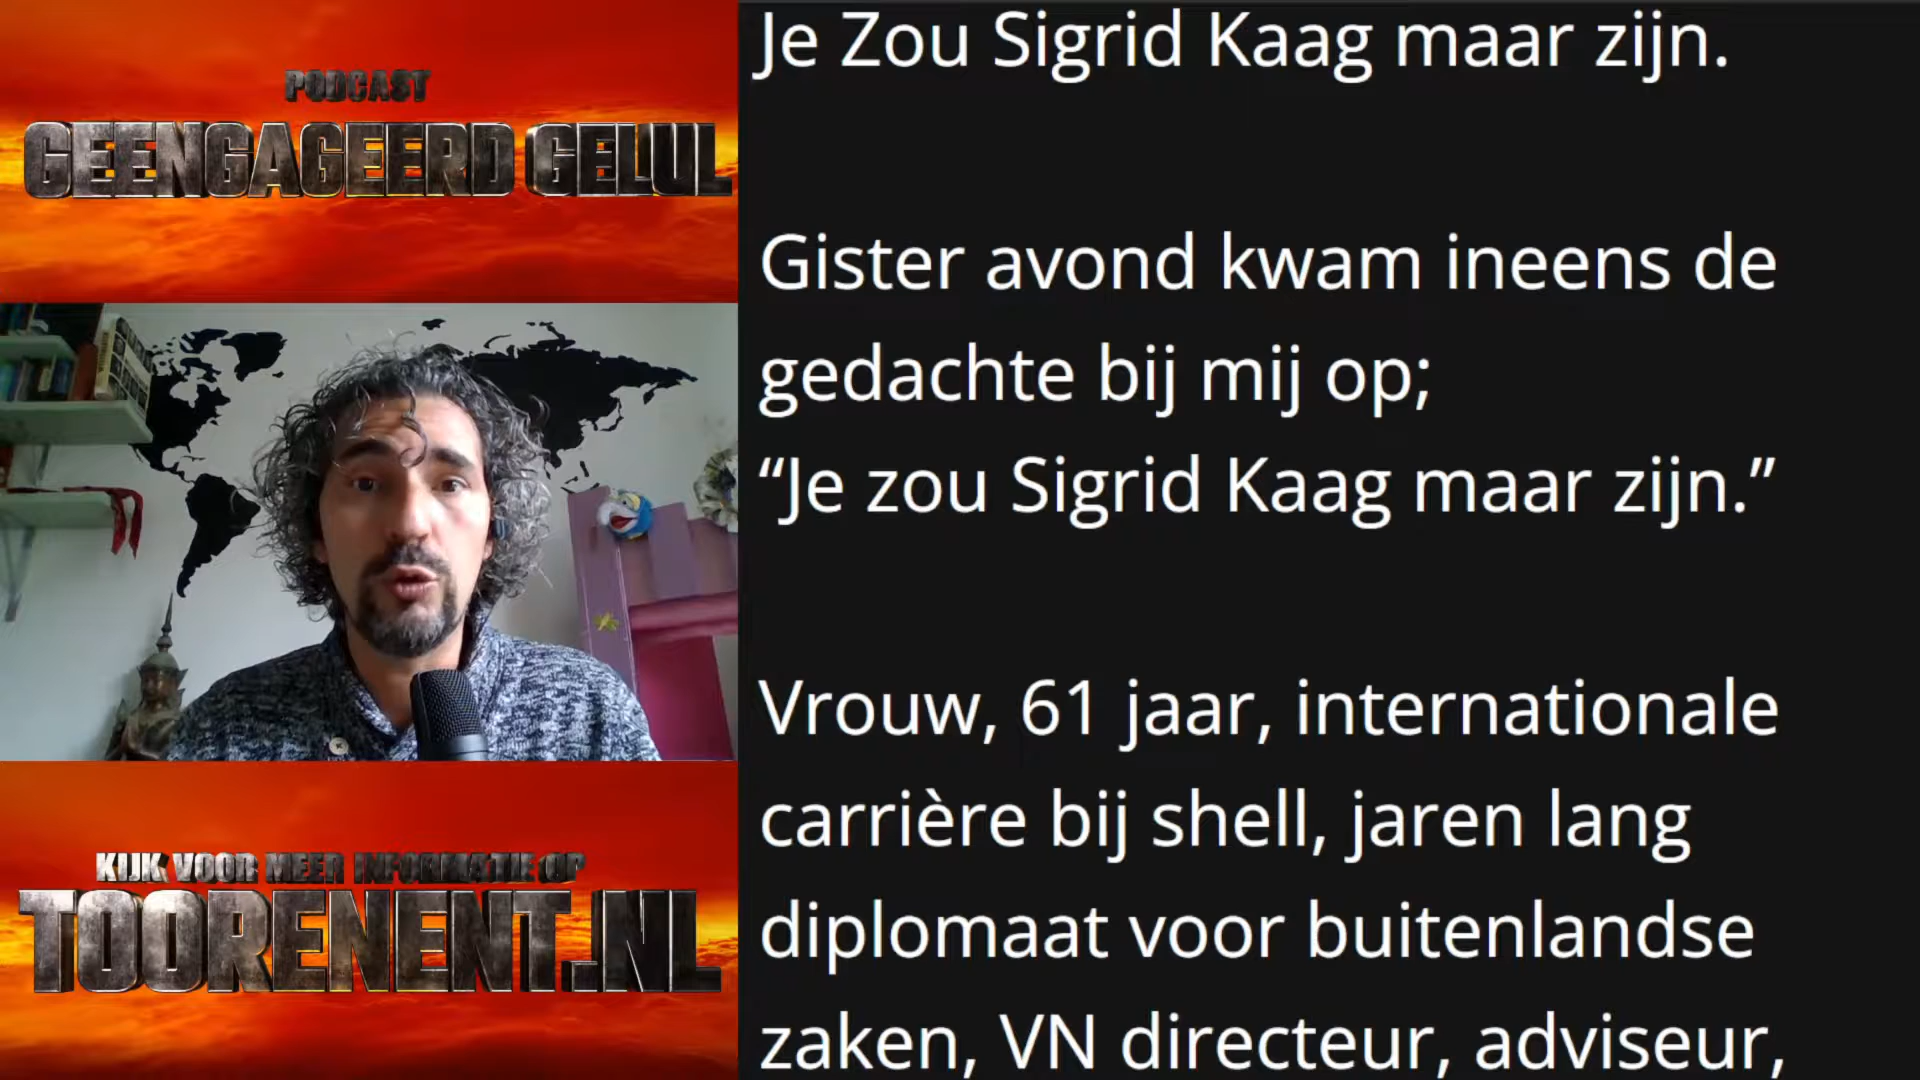 PODCAST
GEENGAGEERD GELUL
KIJK VOOR MEER INFORMATIE OP
TOORENENT.NL
Je Zou Sigrid Kaag maar zijn.
Gister avond kwam ineens de
gedachte bij mij op;
“Je zou Sigrid Kaag maar zijn.”
Vrouw, 61 jaar, internationale
carrière bij shell, jaren lang
diplomaat voor buitenlandse
zaken, VN directeur, adviseur,